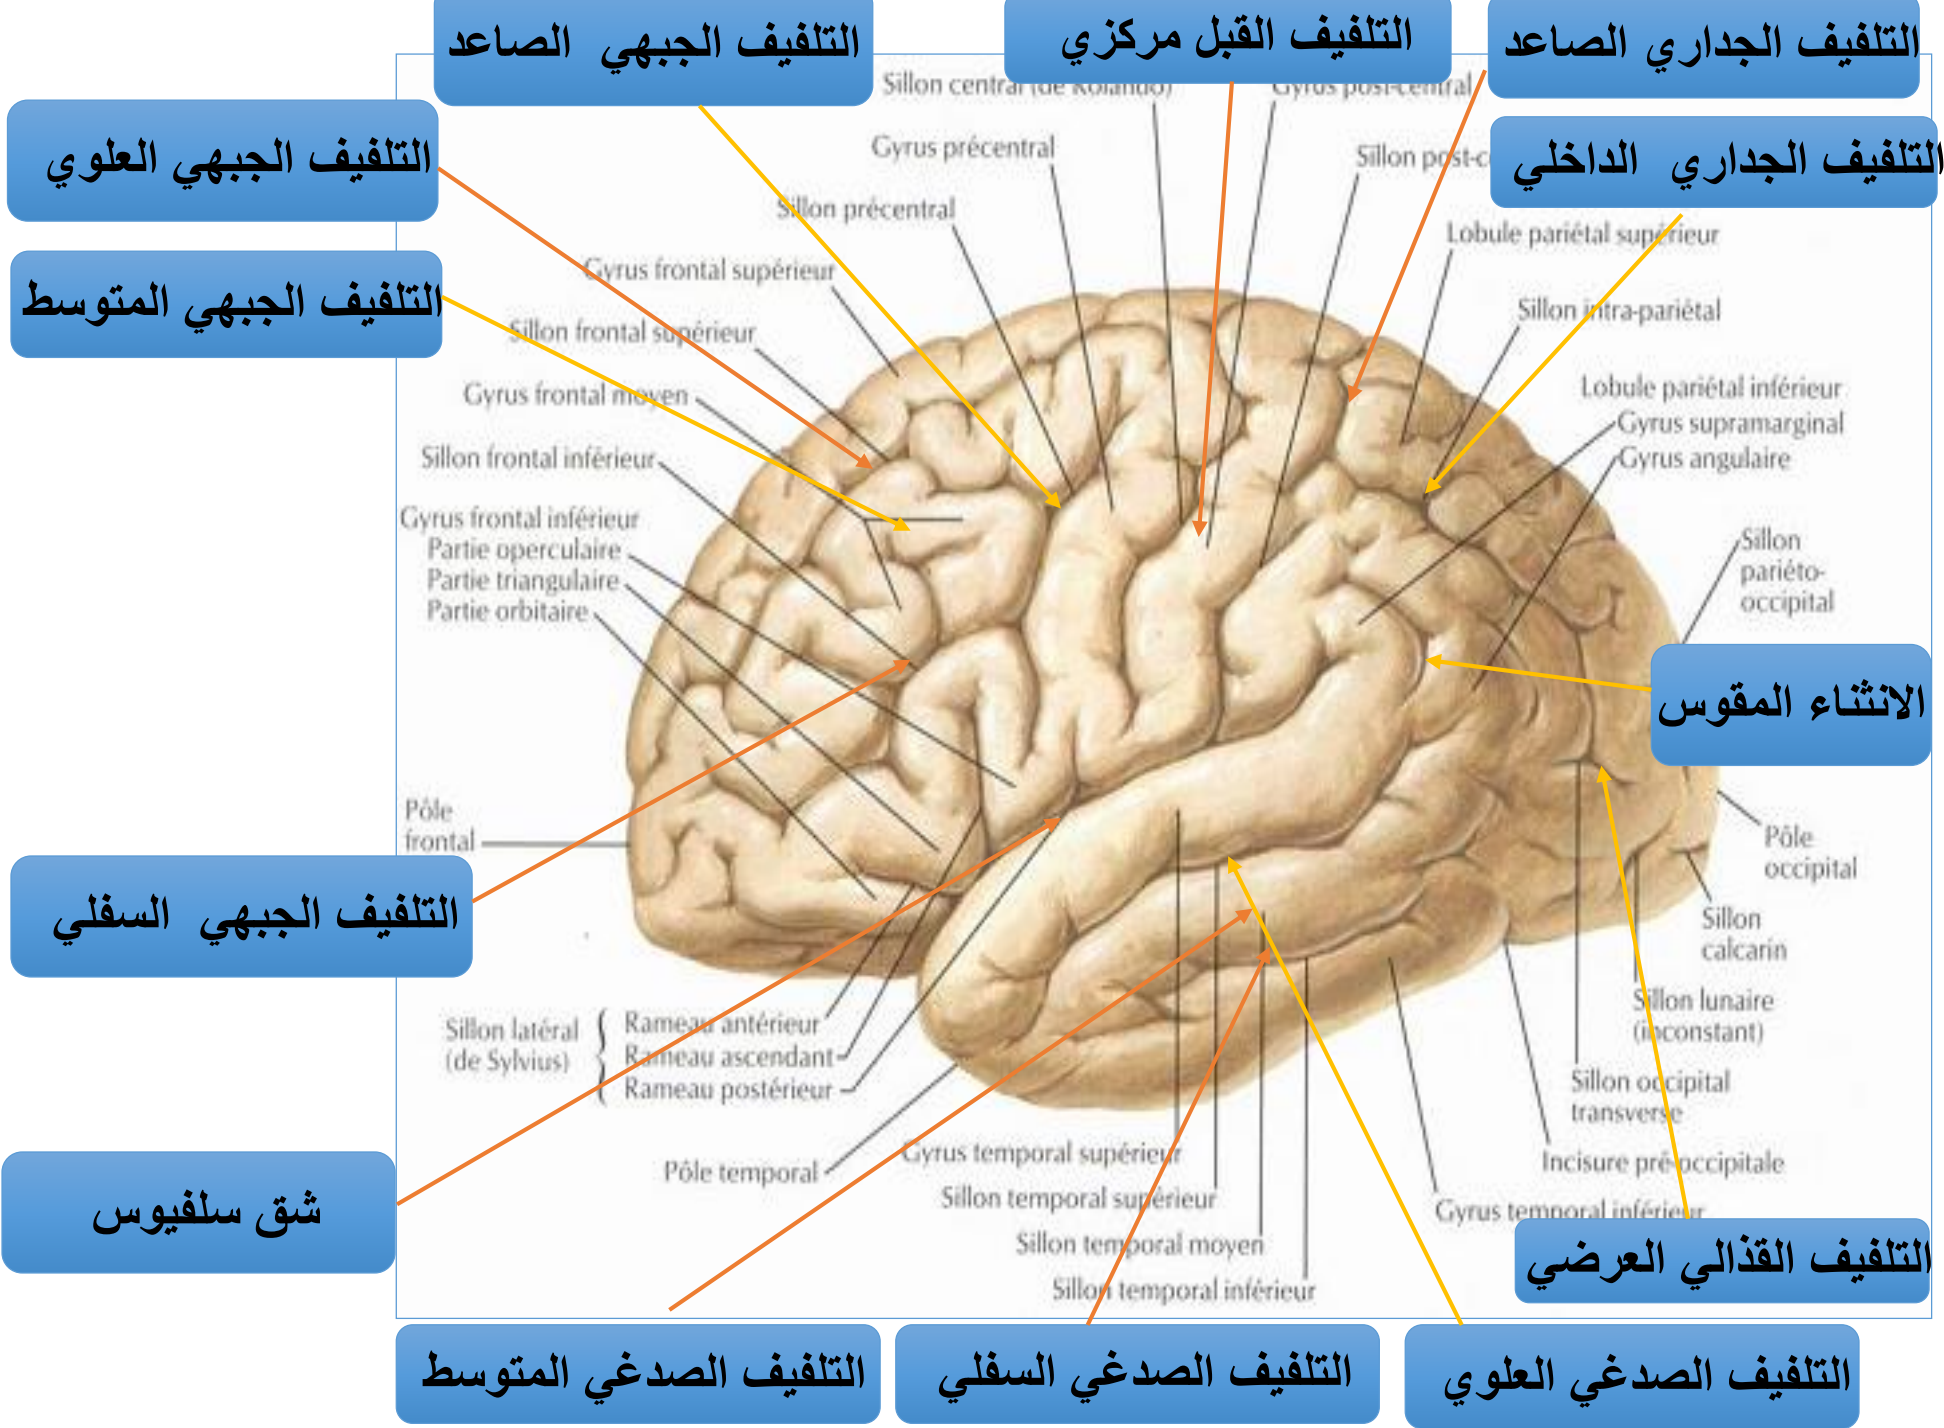 التلفيف الجبهي الصاعد
التلفيف القبل مركزي
التلفيف الجداري الصاعد
التلفيف الجبهي العلوي
التلفيف الجداري الداخلي
التلفيف الجبهي المتوسط
الانثناء المقوس
التلفيف الجبهي السفلي
شق سلفيوس
التلفيف القذالي العرضي
التلفيف الصدغي المتوسط
التلفيف الصدغي السفلي
التلفيف الصدغي العلوي
Sillon central (de Rolando)
Gyrus post-central
Gyrus précentral
Sillon post-c
Sillon précentral
Lobule pariétal supérieur
Gyrus frontal supérieur
Sillon intra-pariétal
Sillon frontal supérieur
Lobule pariétal inférieur
Gyrus frontal moyen
Gyrus supramarginal
Sillon frontal inférieur
Gyrus angulaire
Gyrus frontal inférieur
Partie operculaire
Partie triangulaire
Partie orbitaire
Sillon
pariéto-
occipital
Pôle
frontal
Pôle
occipital
Sillon
calcarin
Sillon latéral
(de Sylvius)
Rameau antérieur
Rameau ascendant
Rameau postérieur
Sillon lunaire
(inconstant)
Sillon occipital
transverse
Incisure pré-occipitale
Pôle temporal
Gyrus temporal supérieur
Sillon temporal supérieur
Gyrus temporal inférieur
Sillon temporal moyen
Sillon temporal inférieur